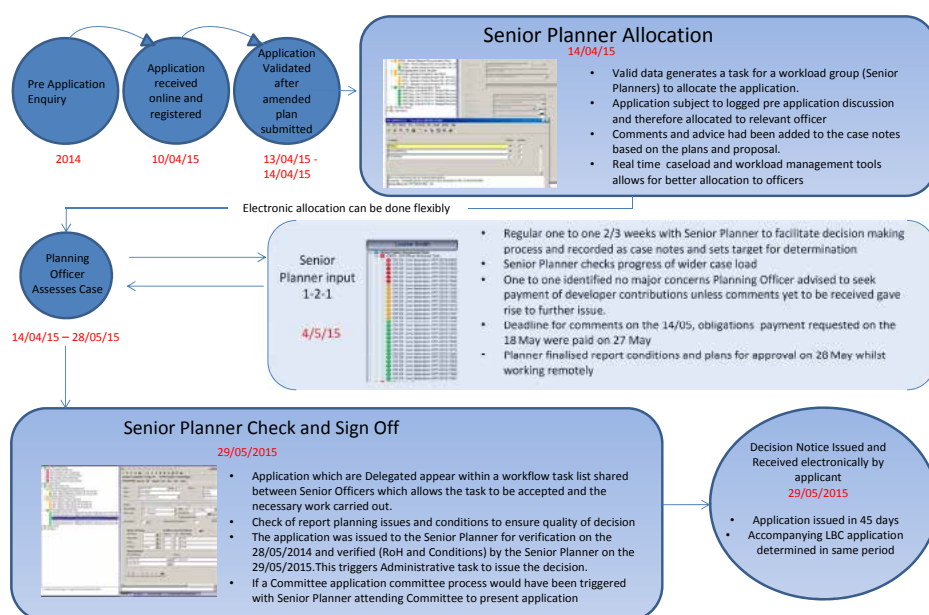 Pre Application
Enquiry
2014
Application
received
online and
registered
10/04/15
Application
Validated
after
amended
plan
submitted
13/04/15 -
14/04/15
Senior Planner Allocation
14/04/15
• Valid data generates a task for a workload group (Senior
Planners) to allocate the application.
• Application subject to logged pre application discussion
and therefore allocated to relevant officer
• Comments and advice had been added to the case notes
based on the plans and proposal.
• Real time caseload and workload management tools
allows for better allocation to officers
Electronic allocation can be done flexibly
Planning
Officer
Assesses Case
14/04/15 – 28/05/15
Senior
Planner input
1-2-1
4/5/15
• Regular one to one 2/3 weeks with Senior Planner to facilitate decision making
process and recorded as case notes and sets target for determination
• Senior Planner checks progress of wider case load
• One to one identified no major concerns Planning Officer advised to seek
payment of developer contributions unless comments yet to be received gave
rise to further issue.
• Deadline for comments on the 14/05, obligations payment requested on the
18 May were paid on 27 May
• Planner finalised report conditions and plans for approval on 28 May whilst
working remotely
Senior Planner Check and Sign Off
29/05/2015
• Application which are Delegated appear within a workflow task list shared
between Senior Officers which allows the task to be accepted and the
necessary work carried out.
• Check of report planning issues and conditions to ensure quality of decision
• The application was issued to the Senior Planner for verification on the
28/05/2014 and verified (RoH and Conditions) by the Senior Planner on the
29/05/2015.This triggers Administrative task to issue the decision.
• If a Committee application committee process would have been triggered
with Senior Planner attending Committee to present application
Decision Notice Issued and
Received electronically by
applicant
29/05/2015
• Application issued in 45 days
• Accompanying LBC application
determined in same period